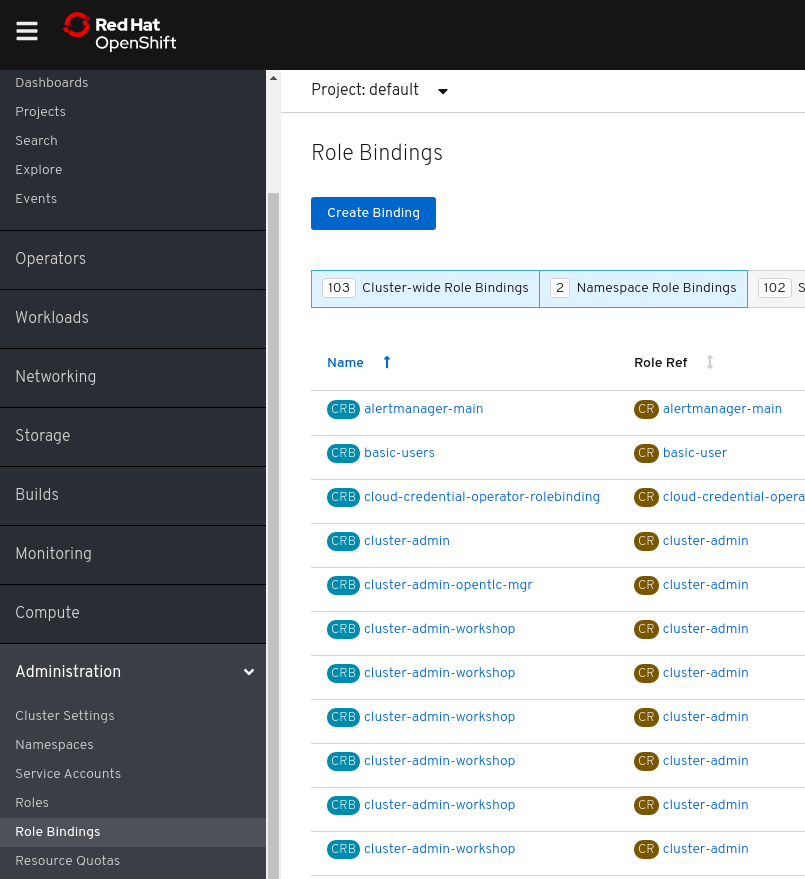 Red Hat
OpenShift
Dashboards
Projects
Search
Explore
Events
Operators
Workloads
Networking
Storage
Builds
Monitoring
Compute
Administration
Cluster Settings
Namespaces
Service Accounts
Roles
Role Bindings
Resource Quotas
Project: default
Role Bindings
Create Binding
103 Cluster-wide Role Bindings 2 Namespace Role Bindings 102 S
Name Role Ref
CRB alertmanager-main CR alertmanager-main
CRB basic-users CR basic-user
CRB cloud-credential-operator-rolebinding CR cloud-credential-opera
CRB cluster-admin CR cluster-admin
CRB cluster-admin-opentlc-mgr CR cluster-admin
CRB cluster-admin-workshop CR cluster-admin
CRB cluster-admin-workshop CR cluster-admin
CRB cluster-admin-workshop CR cluster-admin
CRB cluster-admin-workshop CR cluster-admin
CRB cluster-admin-workshop CR cluster-admin
CRB cluster-admin-workshop CR cluster-admin